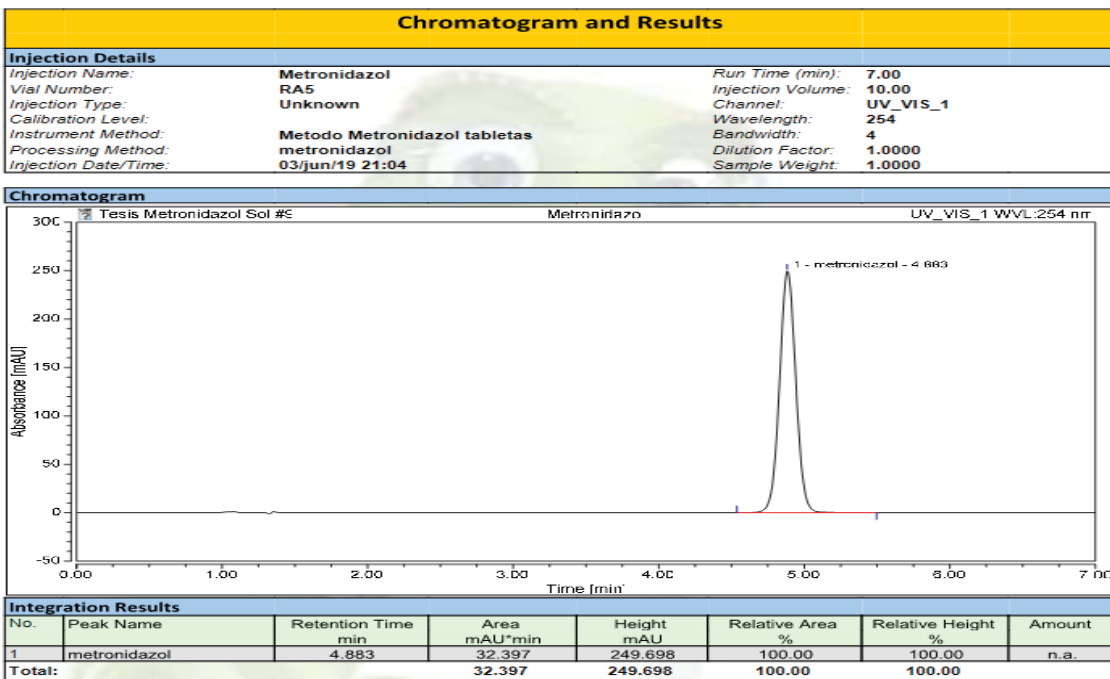 Chromatogram and Results
Injection Details
Injection Name: Metronidazol Run Time (min): 7.00
Vial Number: RA5 Injection Volume: 10.00
Injection Type: Unknown Channel: UV_VIS_1
Calibration Level: Wavelength: 254
Instrument Method: Metodo Metronidazol tabletas Bandwidth: 4
Processing Method: metronidazol Dilution Factor: 1.0000
Injection Date/Time: 03/jun/19 21:04 Sample Weight: 1.0000
Chromatogram
Tesis Metronidazol Sol #9 Metronidazo UV_VIS_1 WVL:254 nm
300
250
1 - metronidazol - 4.883
200
150
100
50
0
-50
Absorbance [mAU]
0.00 1.00 2.00 3.00 4.00 5.00 6.00 7.00
Time [min]
Integration Results
No. Peak Name Retention Time Area Height Relative Area Relative Height Amount
min mAU*min mAU % %
1 metronidazol 4.883 32.397 249.698 100.00 100.00 n.a.
Total: 32.397 249.698 100.00 100.00